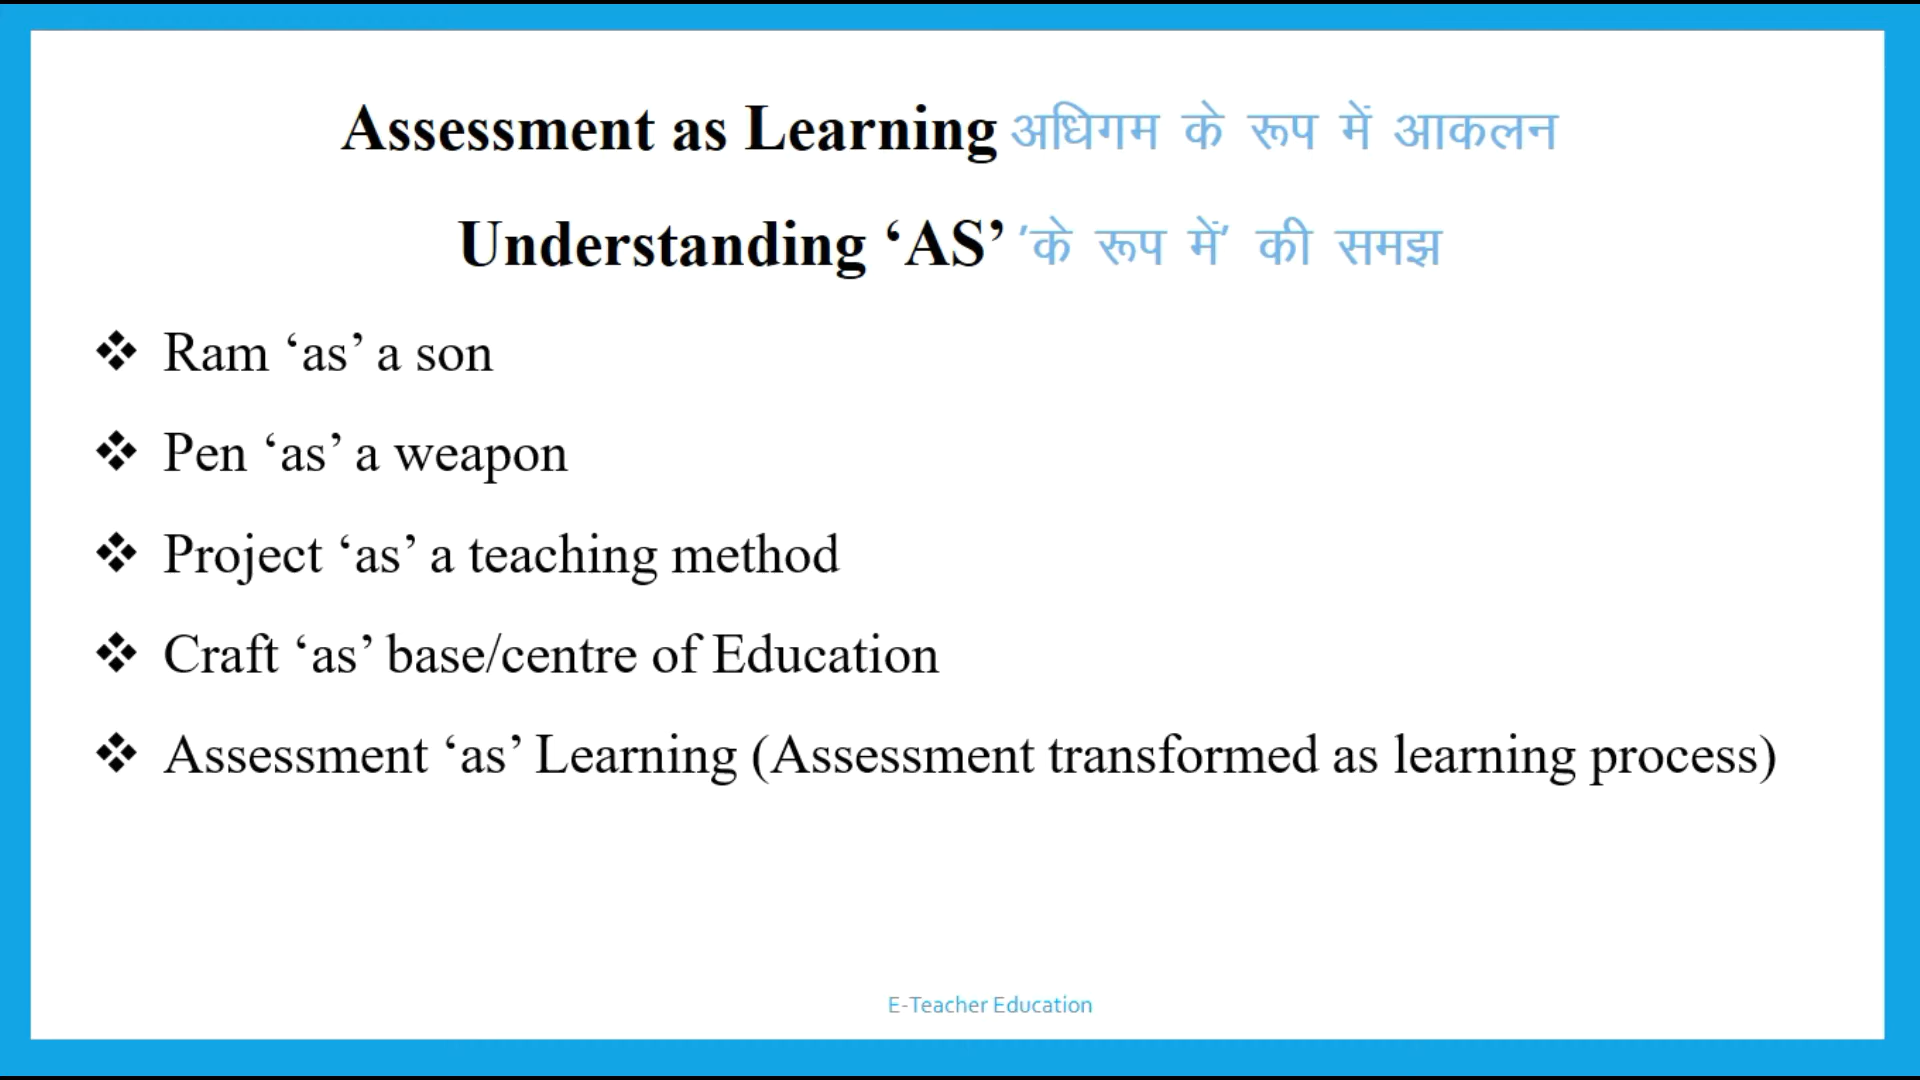 Assessment as Learning अधिगम के रूप में आकलन
Understanding ‘AS’ 'के रूप में' की समझ
❖ Ram ‘as’ a son
❖ Pen ‘as’ a weapon
❖ Project ‘as’ a teaching method
❖ Craft ‘as’ base/centre of Education
❖ Assessment ‘as’ Learning (Assessment transformed as learning process)
E-Teacher Education